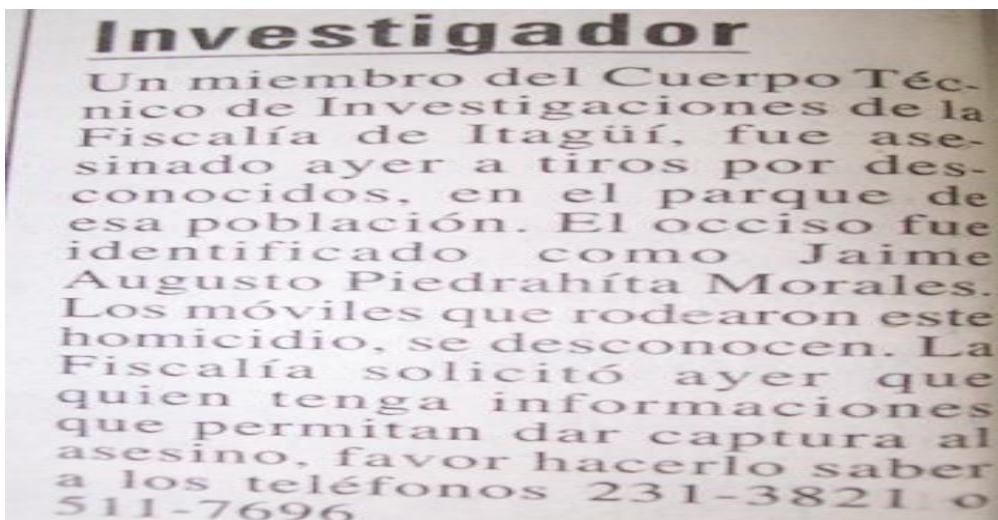 Investigador
Un miembro del Cuerpo Téc-
nico de Investigaciones de la
Fiscalía de Itagüí, fue ase-
sinado ayer a tiros por des-
conocidos, en el parque de
esa población. El occiso fue
identificado como Jaime
Augusto Piedrahíta Morales.
Los móviles que rodearon este
homicidio, se desconocen. La
Fiscalía solicitó ayer que
quien tenga informaciones
que permitan dar captura al
asesino, favor hacerlo saber
a los teléfonos 231-3821 o
511-7696